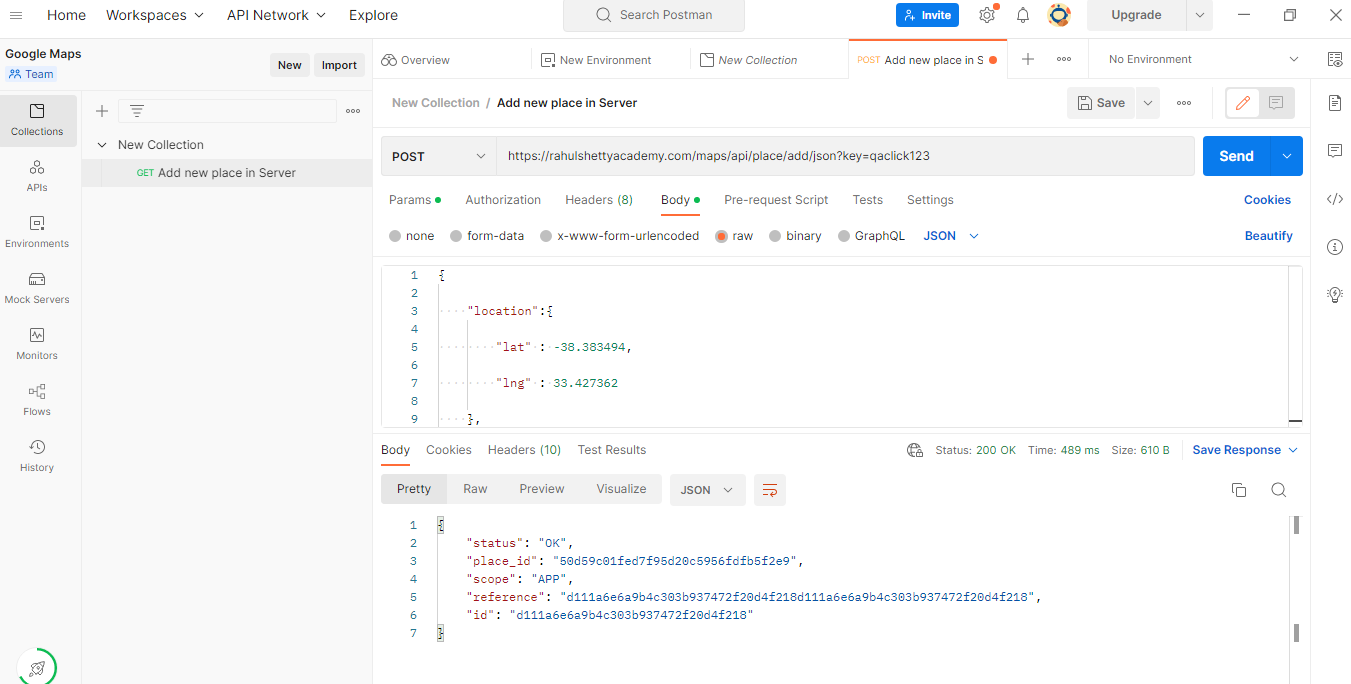 Home Workspaces API Network Explore Search Postman Invite Upgrade
Google Maps
Team
New Import
Overview New Environment New Collection POST Add new place in S No Environment
Collections
APIs
Environments
Mock Servers
Monitors
Flows
History
New Collection
GET Add new place in Server
New Collection / Add new place in Server Save
POST https://rahulshettyacademy.com/maps/api/place/add/json?key=qaclick123 Send
Params Authorization Headers (8) Body Pre-request Script Tests Settings Cookies
none form-data x-www-form-urlencoded raw binary GraphQL JSON Beautify
1 {
2
3 "location":{
4
5 "lat" : -38.383494,
6
7 "lng" : 33.427362
8
9 },
Body Cookies Headers (10) Test Results Status: 200 OK Time: 489 ms Size: 610 B Save Response
Pretty Raw Preview Visualize JSON
1 {
2 "status": "OK",
3 "place_id": "50d59c01fed7f95d20c5956fdfb5f2e9",
4 "scope": "APP",
5 "reference": "d111a6e6a9b4c303b937472f20d4f218d111a6e6a9b4c303b937472f20d4f218",
6 "id": "d111a6e6a9b4c303b937472f20d4f218"
7 }